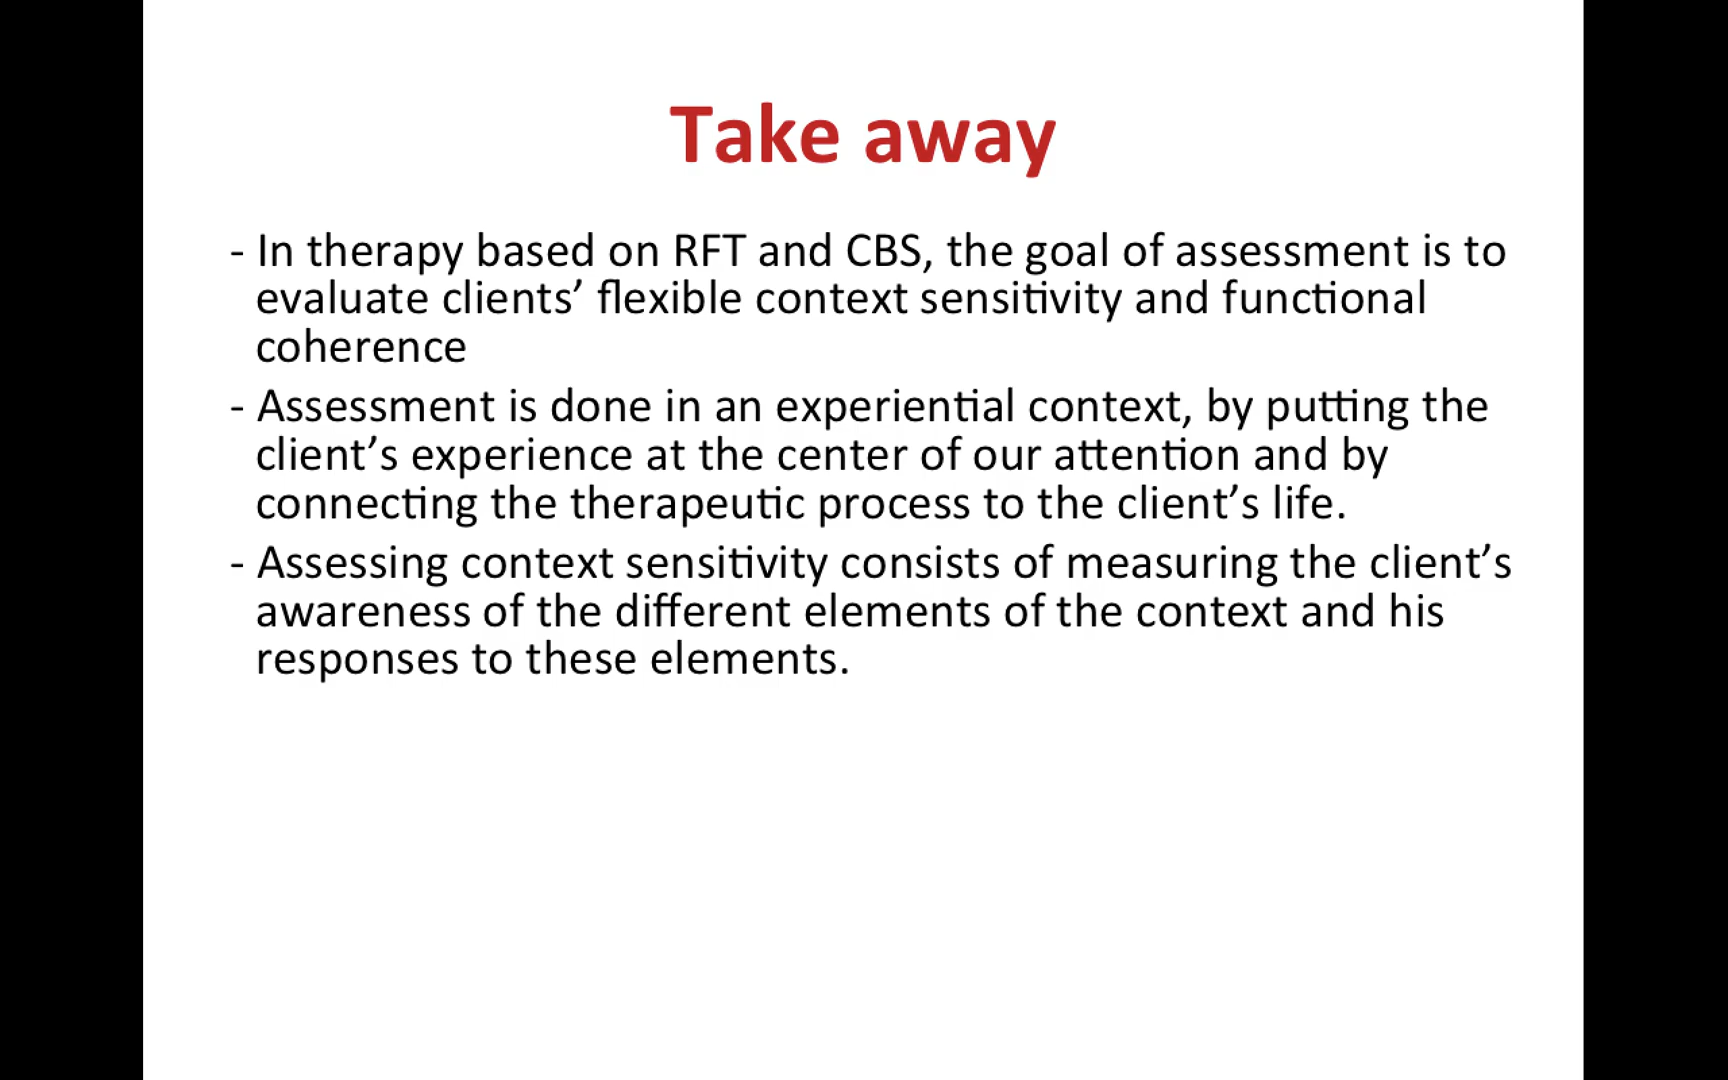 Take away
- In therapy based on RFT and CBS, the goal of assessment is to
evaluate clients’ flexible context sensitivity and functional
coherence
- Assessment is done in an experiential context, by putting the
client’s experience at the center of our attention and by
connecting the therapeutic process to the client’s life.
- Assessing context sensitivity consists of measuring the client’s
awareness of the different elements of the context and his
responses to these elements.